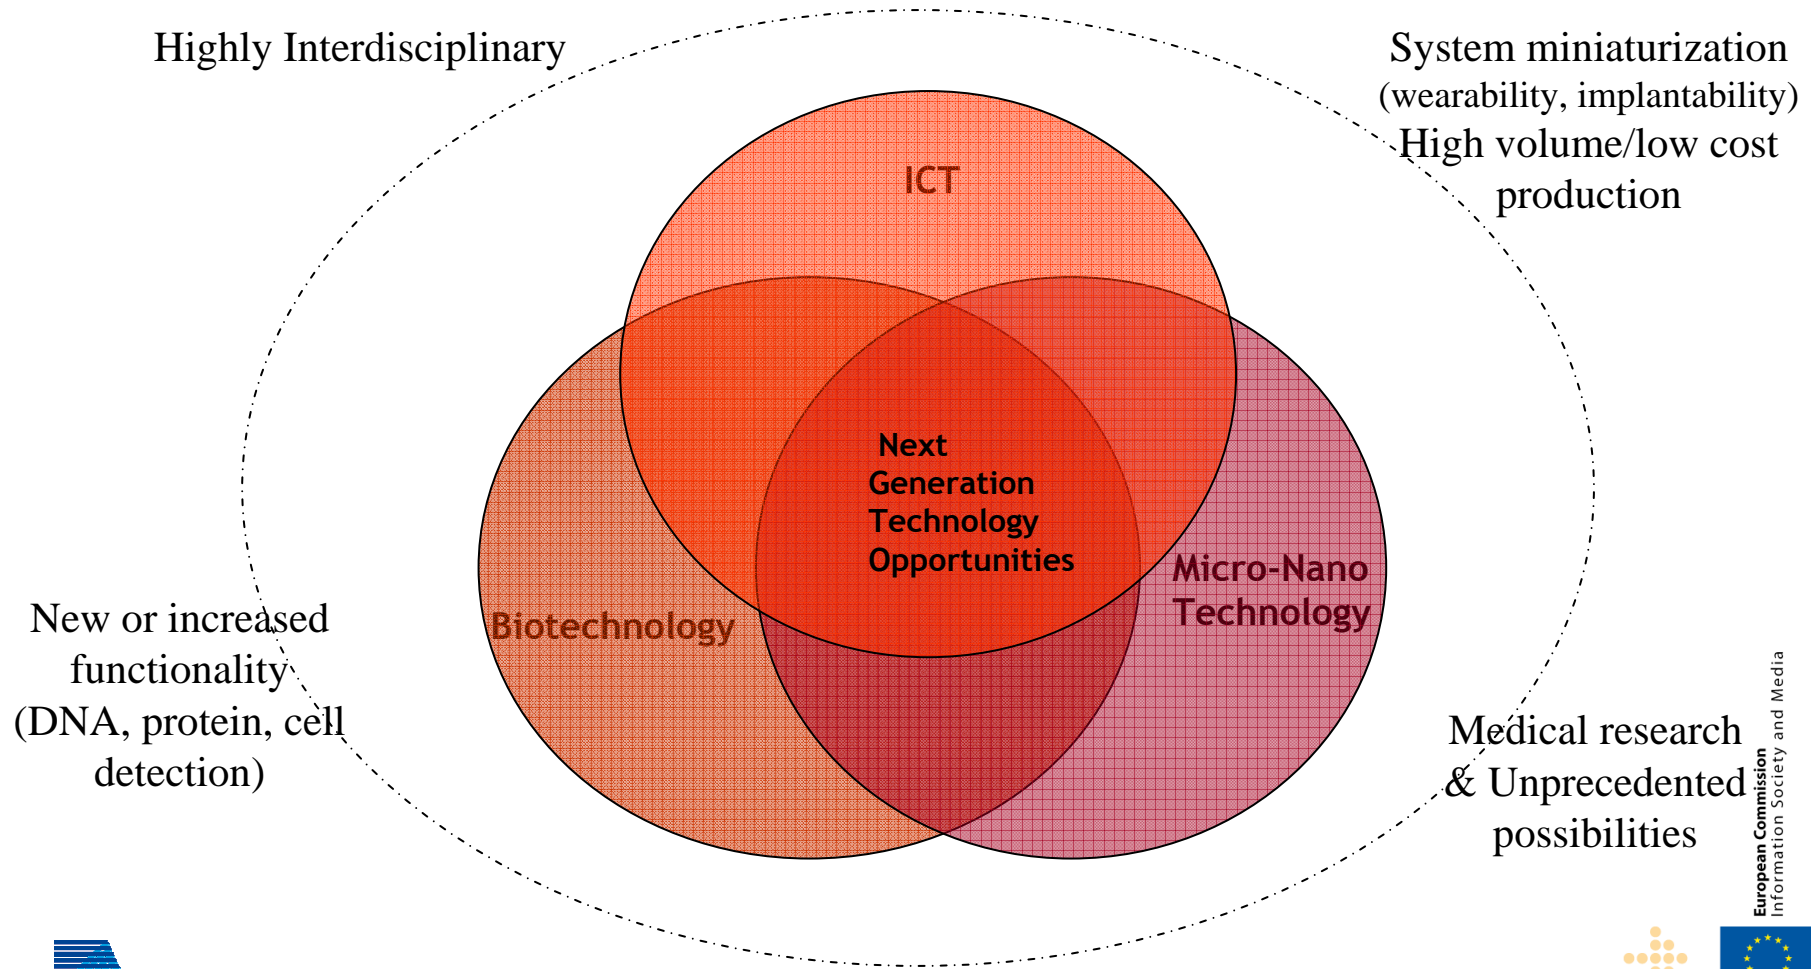 Highly Interdisciplinary
System miniaturization
(wearability, implantability)
High volume/low cost
production
ICT
Next
Generation
Technology
Opportunities
Micro-Nano
Technology
Biotechnology
New or increased
functionality
(DNA, protein, cell
detection)
Medical research
& Unprecedented
possibilities
European Commission
Information Society and Media